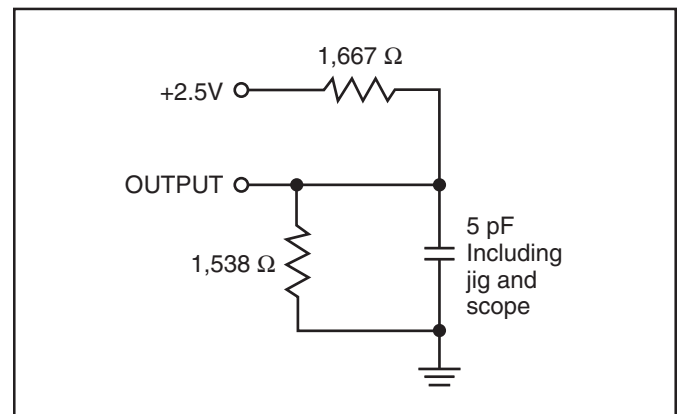 1,667 Ω
+2.5V
OUTPUT
1,538 Ω
5 pF
Including
jig and
scope